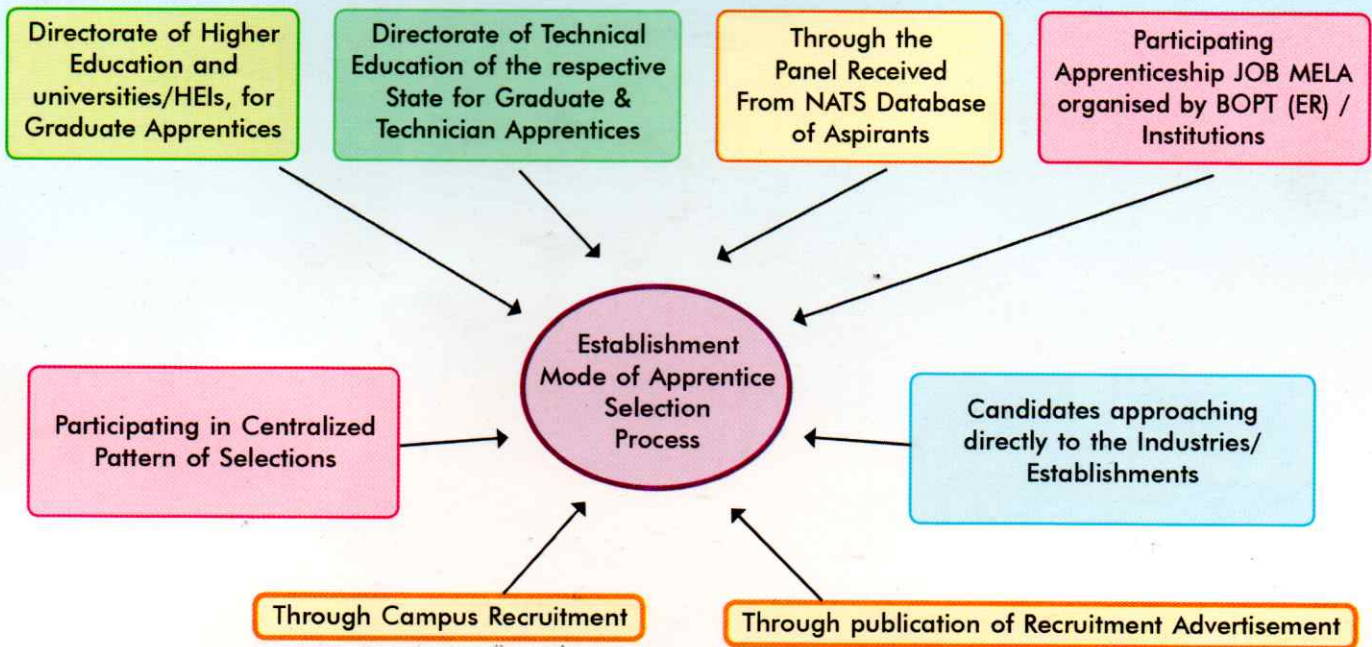 Directorate of Higher
Education and
universities/HEIs, for
Graduate Apprentices
Directorate of Technical
Education of the respective
State for Graduate &
Technician Apprentices
Through the
Panel Received
From NATS Database
of Aspirants
Participating
Apprenticeship JOB MELA
organised by BOPT (ER) /
Institutions
Establishment
Mode of Apprentice
Selection
Process
Participating in Centralized
Pattern of Selections
Candidates approaching
directly to the Industries/
Establishments
Through Campus Recruitment
Through publication of Recruitment Advertisement